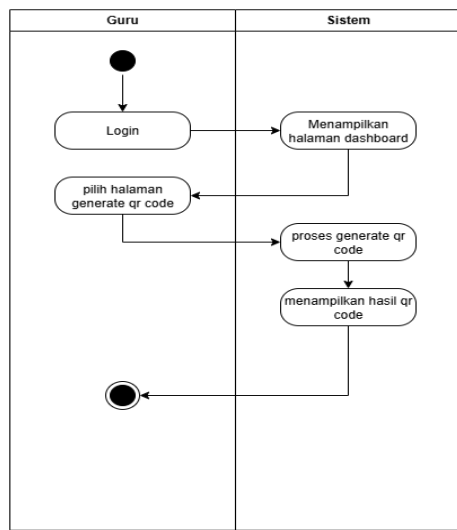 Guru
Sistem
Login
Menampilkan
halaman dashboard
pilih halaman
generate qr code
proses generate qr
code
menampilkan hasil qr
code